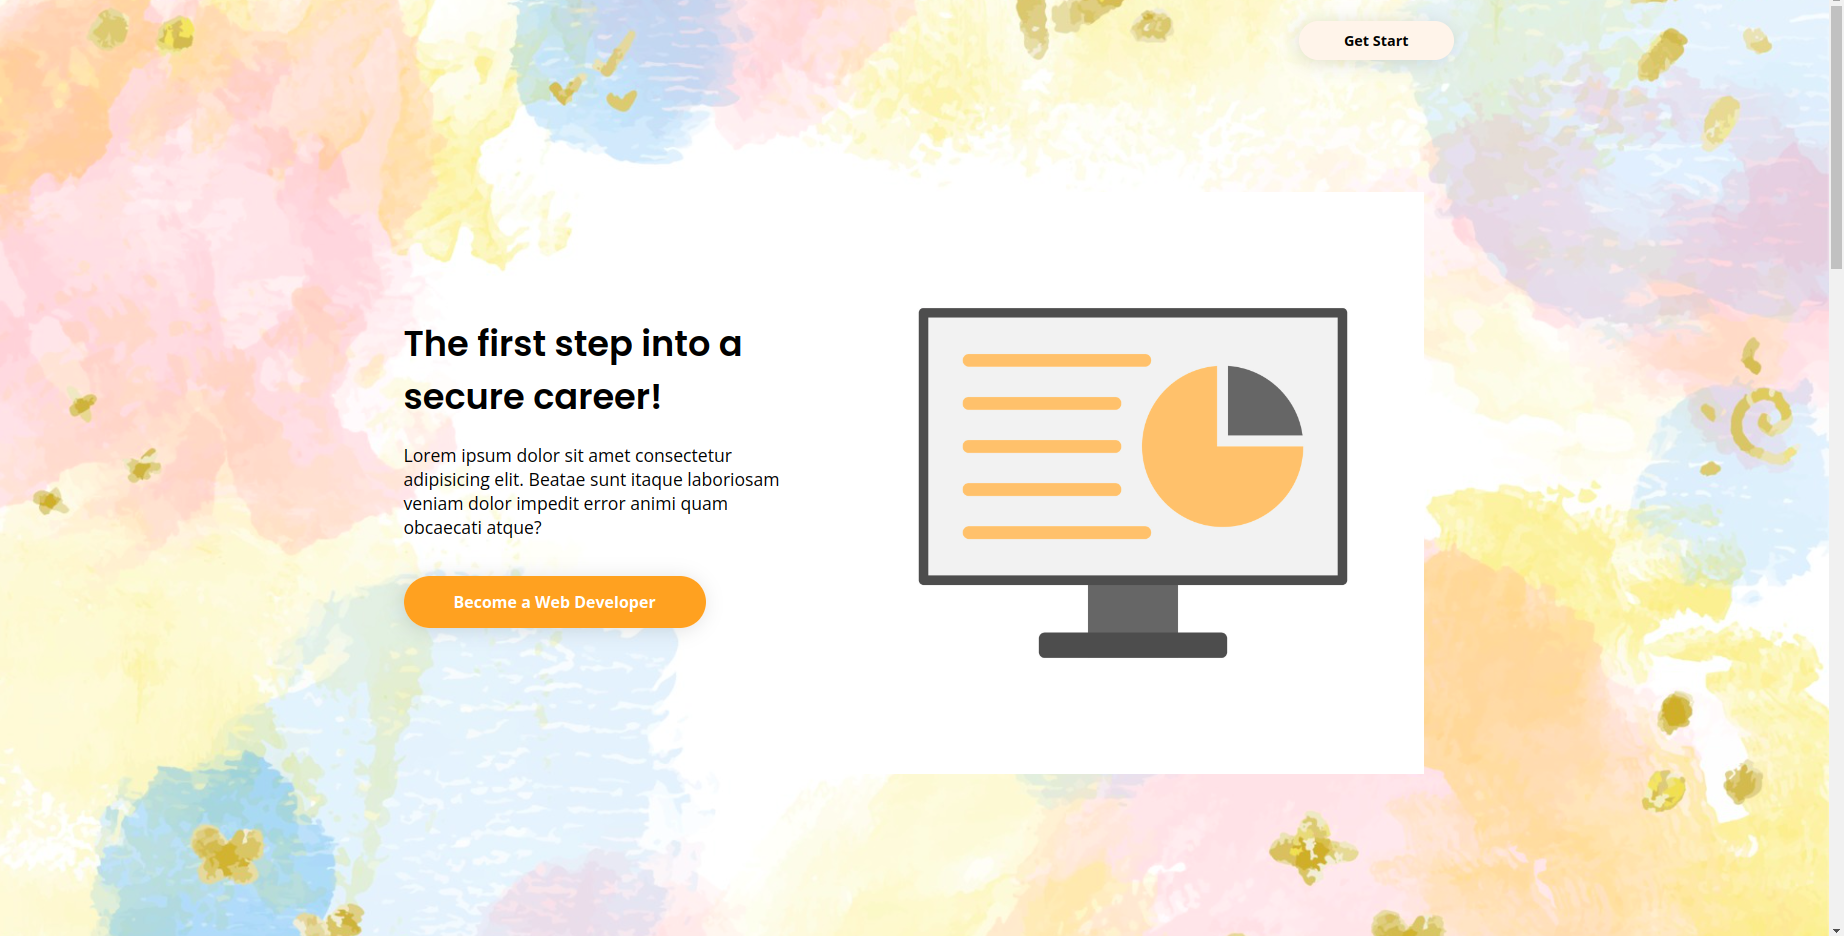 Get Start
The first step into a
secure career!
Lorem ipsum dolor sit amet consectetur
adipisicing elit. Beatae sunt itaque laboriosam
veniam dolor impedit error animi quam
obcaecati atque?
Become a Web Developer